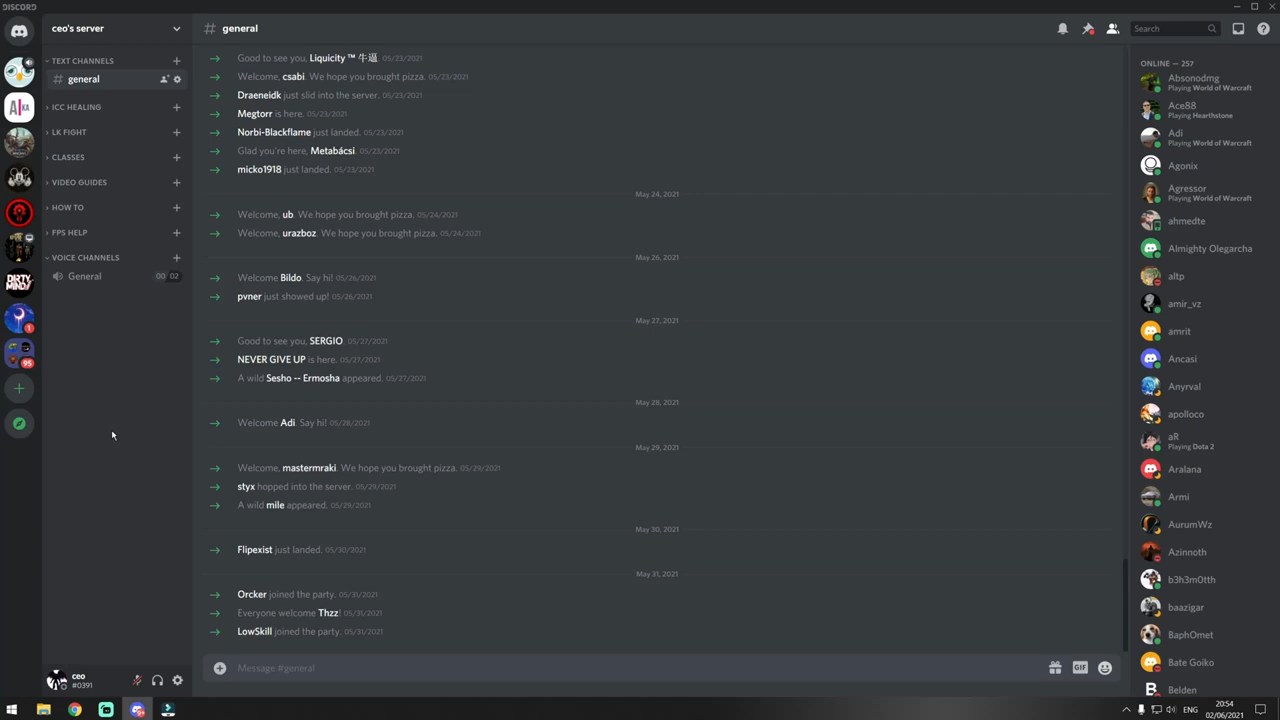 DISCORD
ceo's server
general
Search
TEXT CHANNELS
general
ICC HEALING
LK FIGHT
CLASSES
VIDEO GUIDES
HOW TO
FPS HELP
VOICE CHANNELS
General
00 02
A|KA
DIRTY
MIND
1
95
Good to see you, Liquicity ™ 牛逼. 05/23/2021
Welcome, csabi. We hope you brought pizza. 05/23/2021
Draeneidk just slid into the server. 05/23/2021
Megtorr is here. 05/23/2021
Norbi-Blackflame just landed. 05/23/2021
Glad you're here, Metabácsi. 05/23/2021
micko1918 just landed. 05/23/2021
May 24, 2021
Welcome, ub. We hope you brought pizza. 05/24/2021
Welcome, urazboz. We hope you brought pizza. 05/24/2021
May 26, 2021
Welcome Bildo. Say hi! 05/26/2021
pvner just showed up! 05/26/2021
May 27, 2021
Good to see you, SERGIO. 05/27/2021
NEVER GIVE UP is here. 05/27/2021
A wild Sesho -- Ermosha appeared. 05/27/2021
May 28, 2021
Welcome Adi. Say hi! 05/28/2021
May 29, 2021
Welcome, mastermraki. We hope you brought pizza. 05/29/2021
styx hopped into the server. 05/29/2021
A wild mile appeared. 05/29/2021
May 30, 2021
Flipexist just landed. 05/30/2021
May 31, 2021
Orcker joined the party. 05/31/2021
Everyone welcome Thzz! 05/31/2021
LowSkill joined the party. 05/31/2021
Message #general
GIF
ONLINE — 257
Absonodmg
Playing World of Warcraft
Ace88
Playing Hearthstone
Adi
Playing World of Warcraft
Agonix
Agressor
Playing World of Warcraft
ahmedte
Almighty Olegarcha
altp
amir_vz
amrit
Ancasi
Anyrval
apolloco
aR
Playing Dota 2
Aralana
Armi
AurumWz
Azinnoth
b3h3m0tth
baazigar
BaphOmet
Bate Goiko
Belden
ceo
#0391
ENG
20:54
02/06/2021